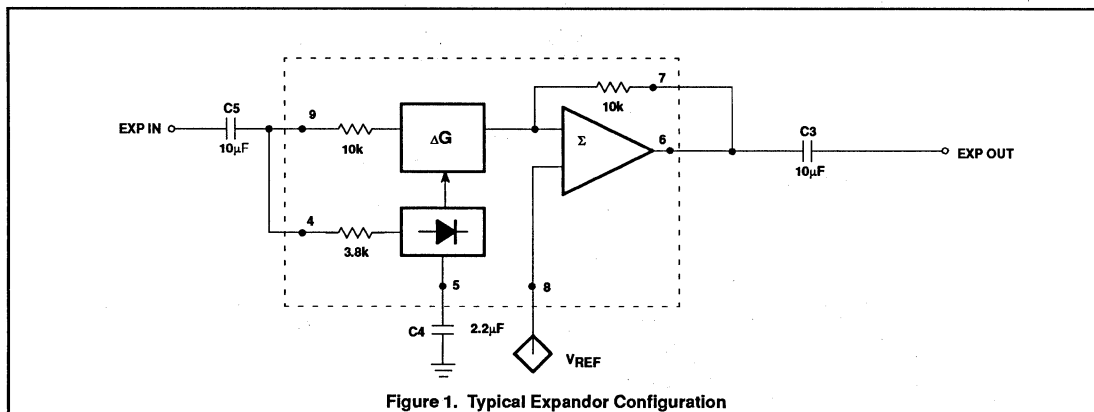 EXP IN
C5
10μF
9
10k
ΔG
10k
7
Σ
6
C3
10μF
EXP OUT
4
3.8k
5
8
C4
2.2μF
VREF
Figure 1. Typical Expandor Configuration